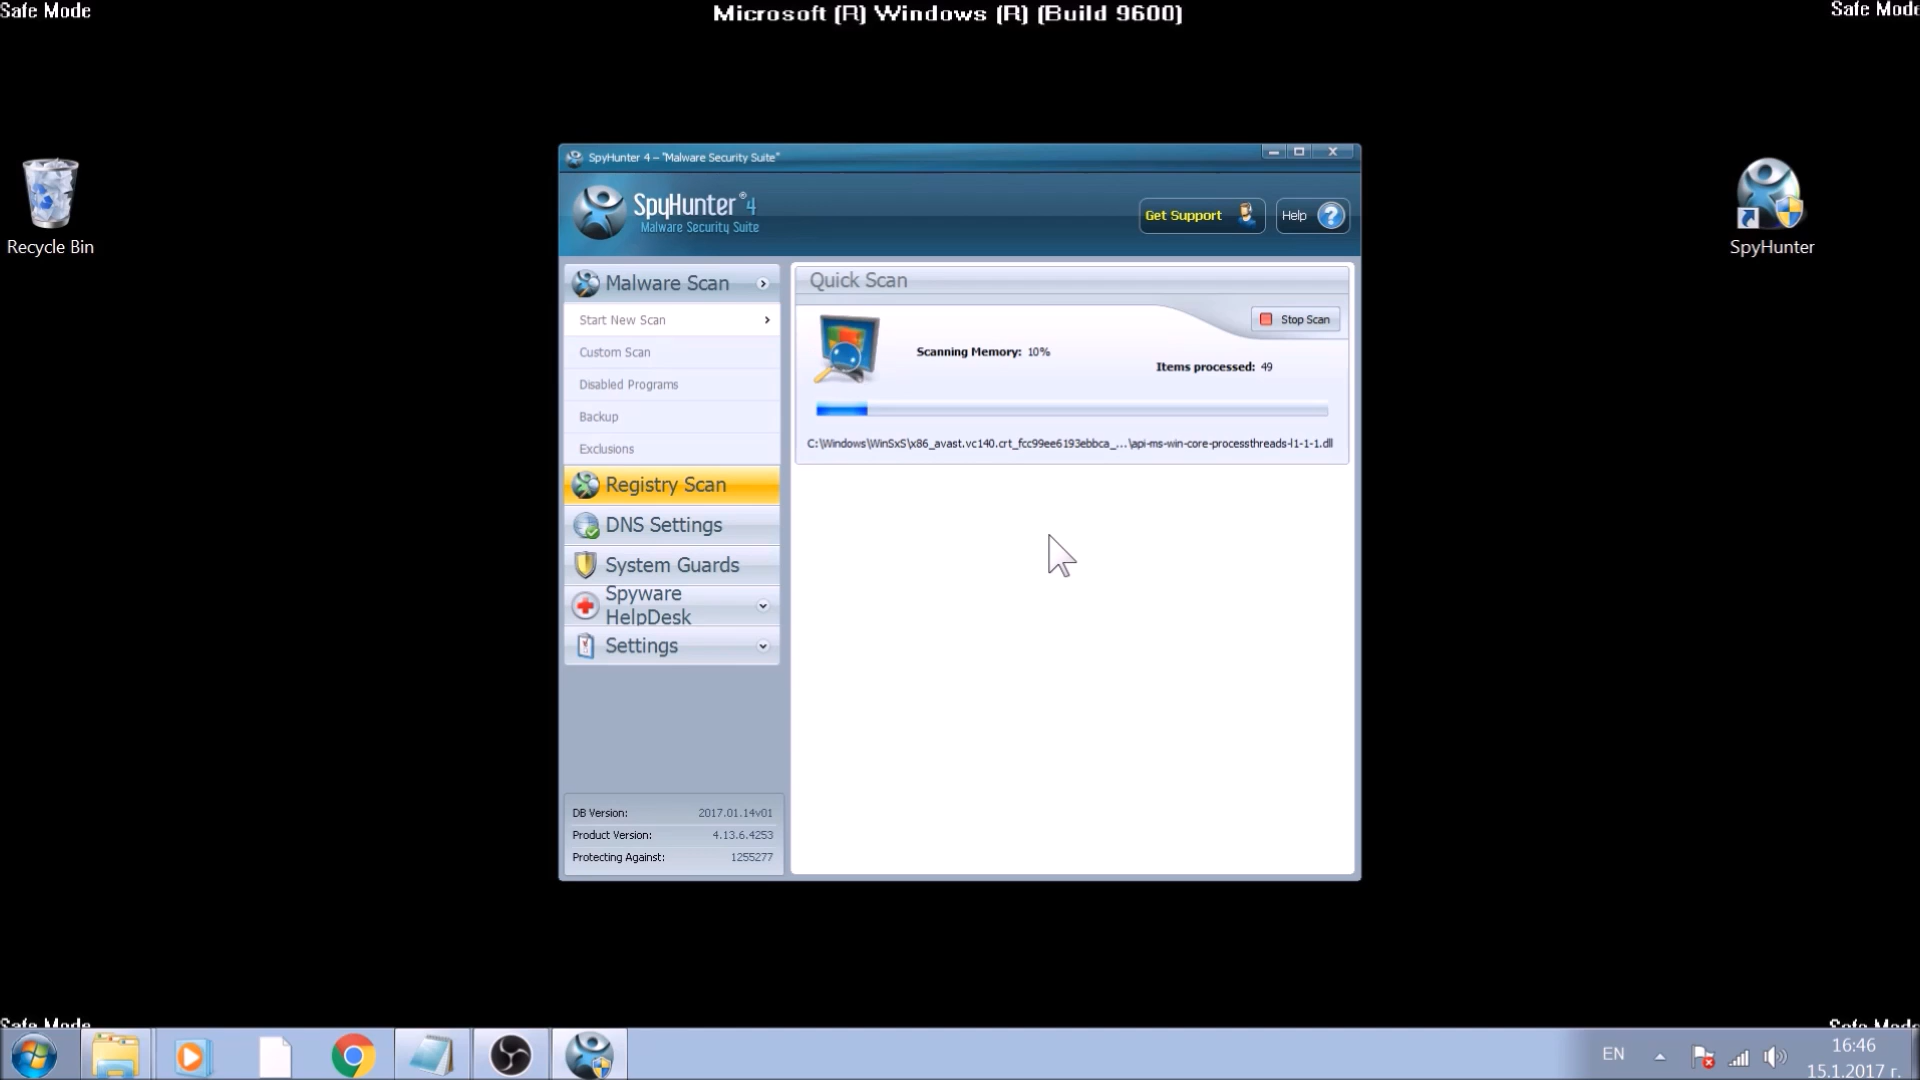 Safe Mode
Microsoft (R) Windows (R) (Build 9600)
Safe Mode
Recycle Bin
SpyHunter
SpyHunter 4 – "Malware Security Suite"
SpyHunter® 4
Malware Security Suite
Get Support
Help
Malware Scan
Start New Scan
Custom Scan
Disabled Programs
Backup
Exclusions
Registry Scan
DNS Settings
System Guards
Spyware
HelpDesk
Settings
DB Version: 2017.01.14v01
Product Version: 4.13.6.4253
Protecting Against: 1255277
Quick Scan
Stop Scan
Scanning Memory: 10%
Items processed: 49
C:\Windows\WinSxS\x86_avast.vc140.crt_fcc99ee6193ebbca_...\api-ms-win-core-processthreads-l1-1-1.dll
Safe Mode
Safe Mode
EN
16:46
15.1.2017 г.